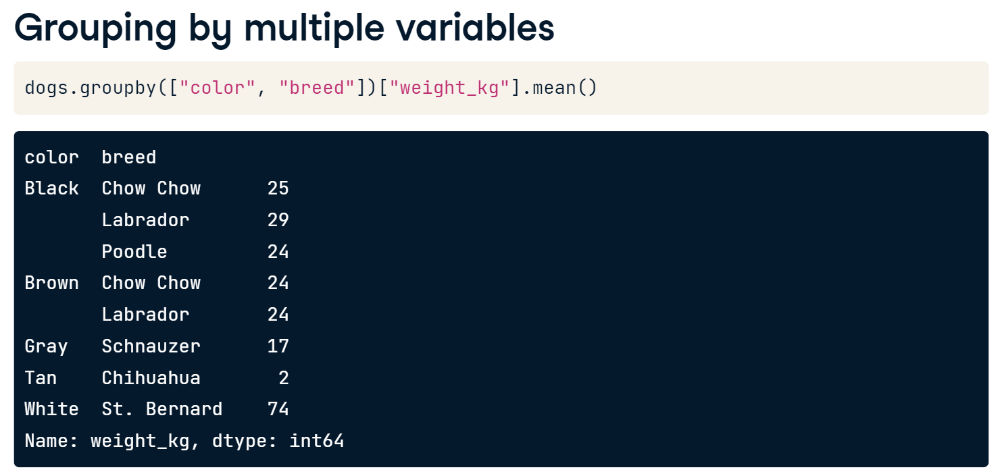 Grouping by multiple variables
dogs.groupby(["color", "breed"])["weight_kg"].mean()
color  breed
Black  Chow Chow      25
       Labrador       29
       Poodle         24
Brown  Chow Chow      24
       Labrador       24
Gray   Schnauzer      17
Tan    Chihuahua       2
White  St. Bernard    74
Name: weight_kg, dtype: int64